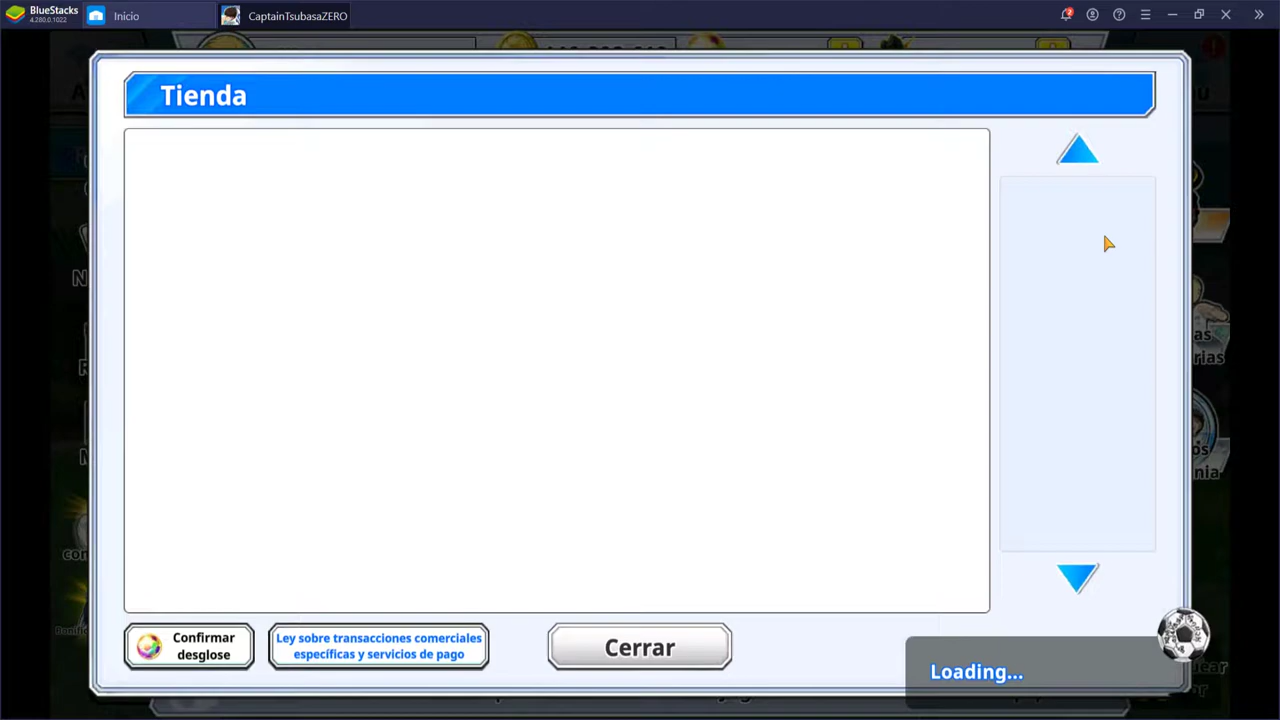 BlueStacks
4.280.0.1022
Inicio
CaptainTsubasaZERO
2
Tienda
Confirmar
desglose
Ley sobre transacciones comerciales
específicas y servicios de pago
Cerrar
Loading...